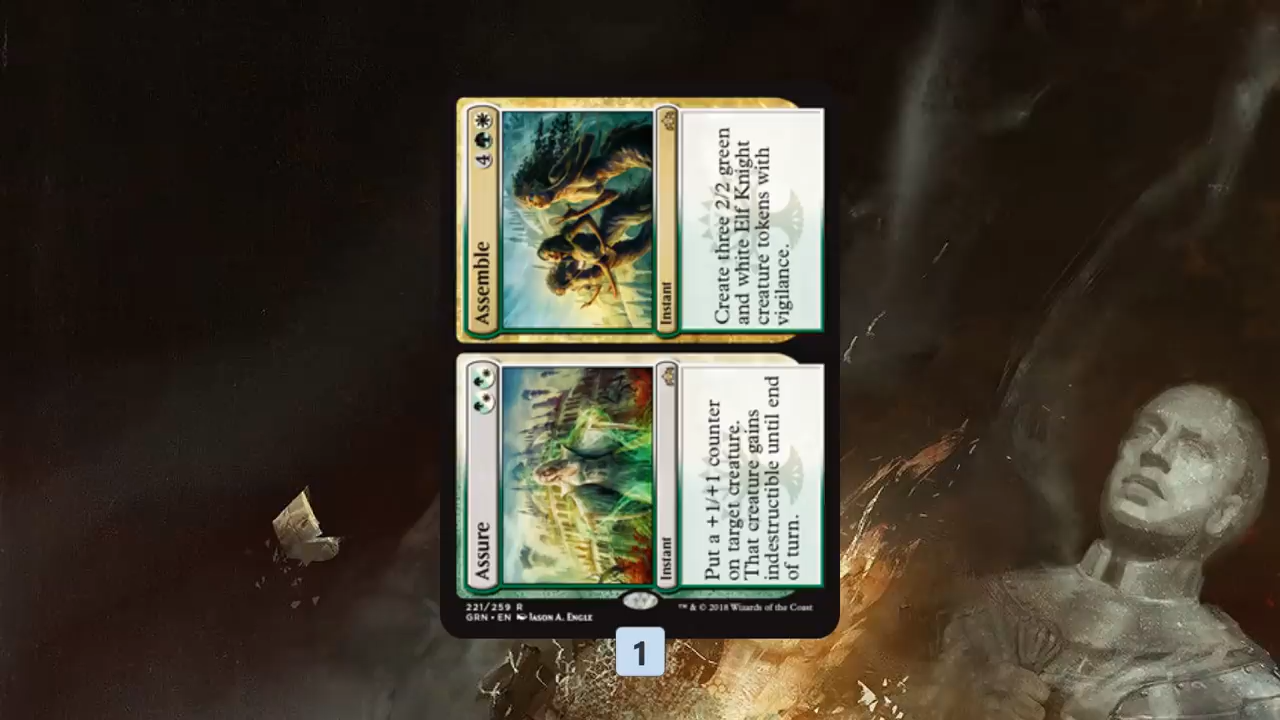 Assemble
4
Instant
Create three 2/2 green
and white Elf Knight
creature tokens with
vigilance.
Assure
Instant
Put a +1/+1 counter
on target creature.
That creature gains
indestructible until end
of turn.
221/259 R
GRN • EN JASON A. ENGLE
™ & © 2018 Wizards of the Coast
1